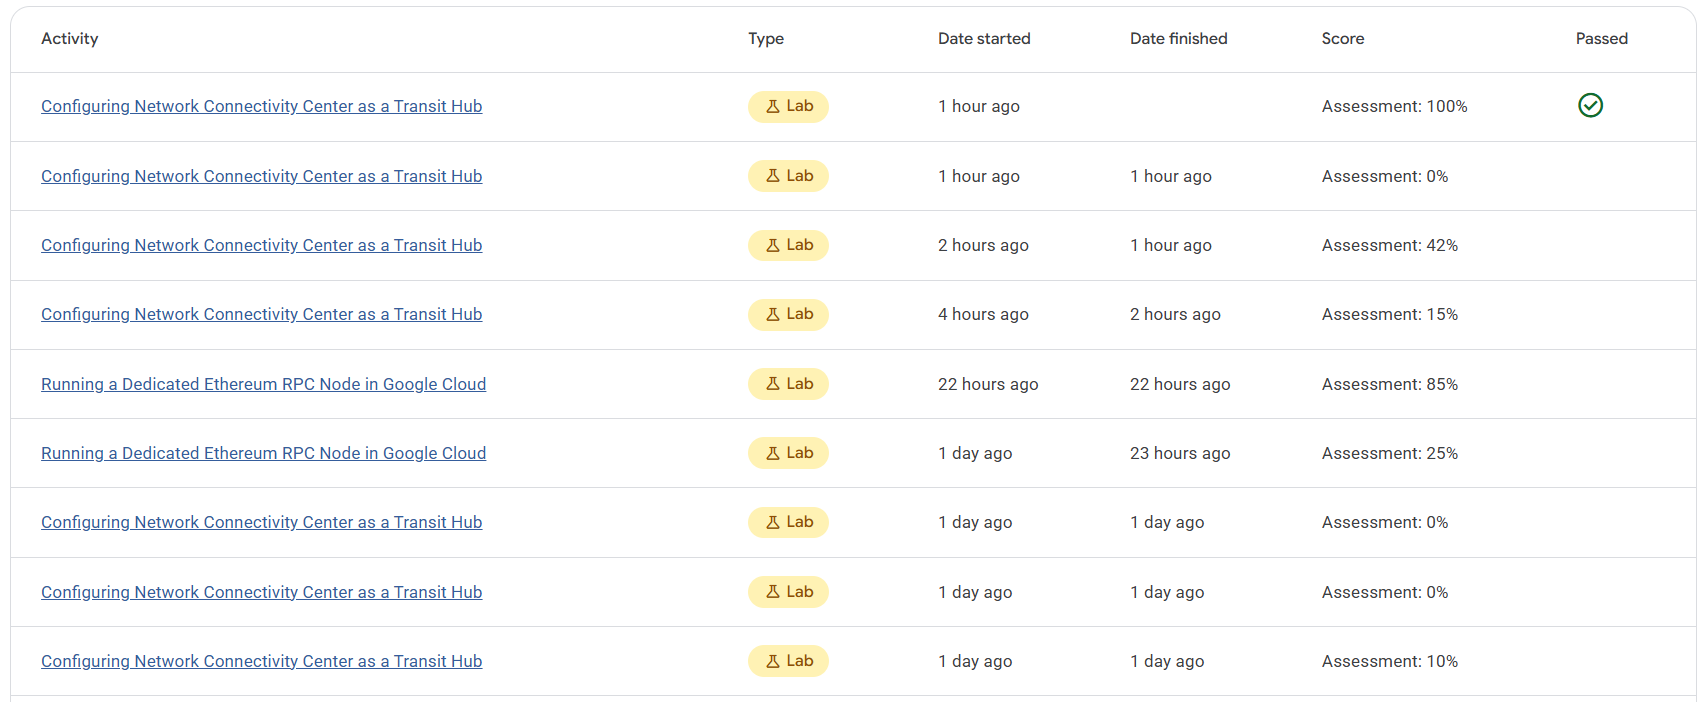 Activity Type Date started Date finished Score Passed
Configuring Network Connectivity Center as a Transit Hub Lab 1 hour ago Assessment: 100%
Configuring Network Connectivity Center as a Transit Hub Lab 1 hour ago 1 hour ago Assessment: 0%
Configuring Network Connectivity Center as a Transit Hub Lab 2 hours ago 1 hour ago Assessment: 42%
Configuring Network Connectivity Center as a Transit Hub Lab 4 hours ago 2 hours ago Assessment: 15%
Running a Dedicated Ethereum RPC Node in Google Cloud Lab 22 hours ago 22 hours ago Assessment: 85%
Running a Dedicated Ethereum RPC Node in Google Cloud Lab 1 day ago 23 hours ago Assessment: 25%
Configuring Network Connectivity Center as a Transit Hub Lab 1 day ago 1 day ago Assessment: 0%
Configuring Network Connectivity Center as a Transit Hub Lab 1 day ago 1 day ago Assessment: 0%
Configuring Network Connectivity Center as a Transit Hub Lab 1 day ago 1 day ago Assessment: 10%